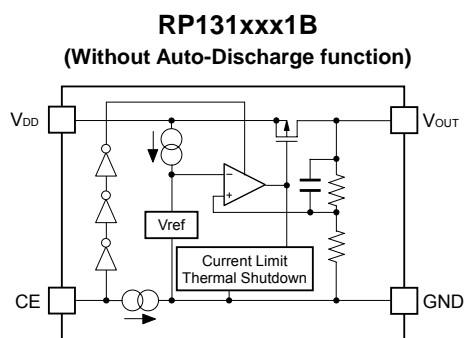 RP131xxx1B
(Without Auto-Discharge function)
VDD
VOUT
−
+
Vref
Current Limit
Thermal Shutdown
CE
GND